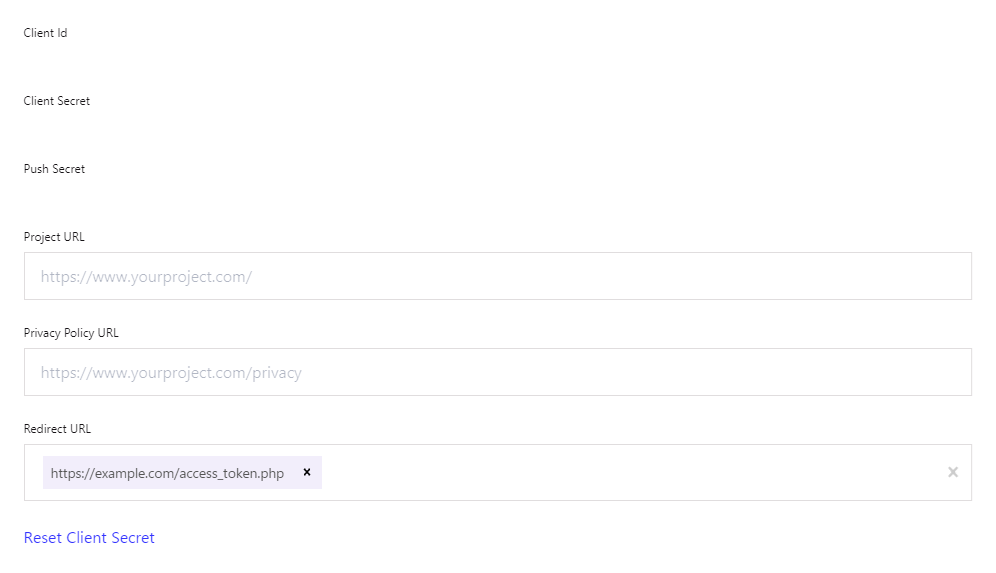 Client Id
Client Secret
Push Secret
Project URL
https://www.yourproject.com/
Privacy Policy URL
https://www.yourproject.com/privacy
Redirect URL
https://example.com/access_token.php × ×
Reset Client Secret